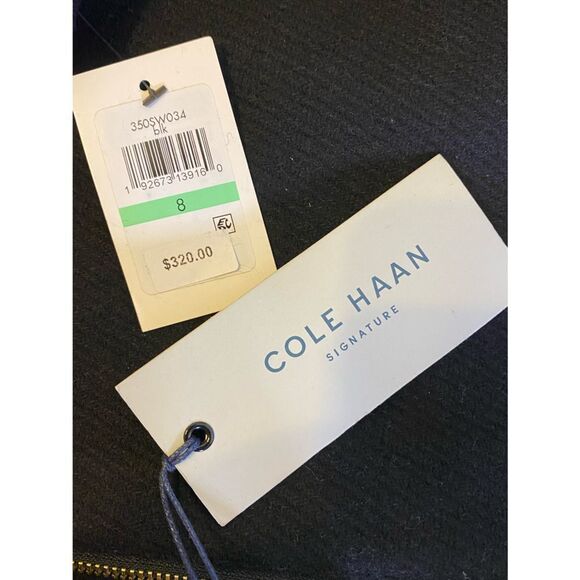 350SW034
blk
1 92673 13916 0
8
$320.00
COLE HAAN
SIGNATURE